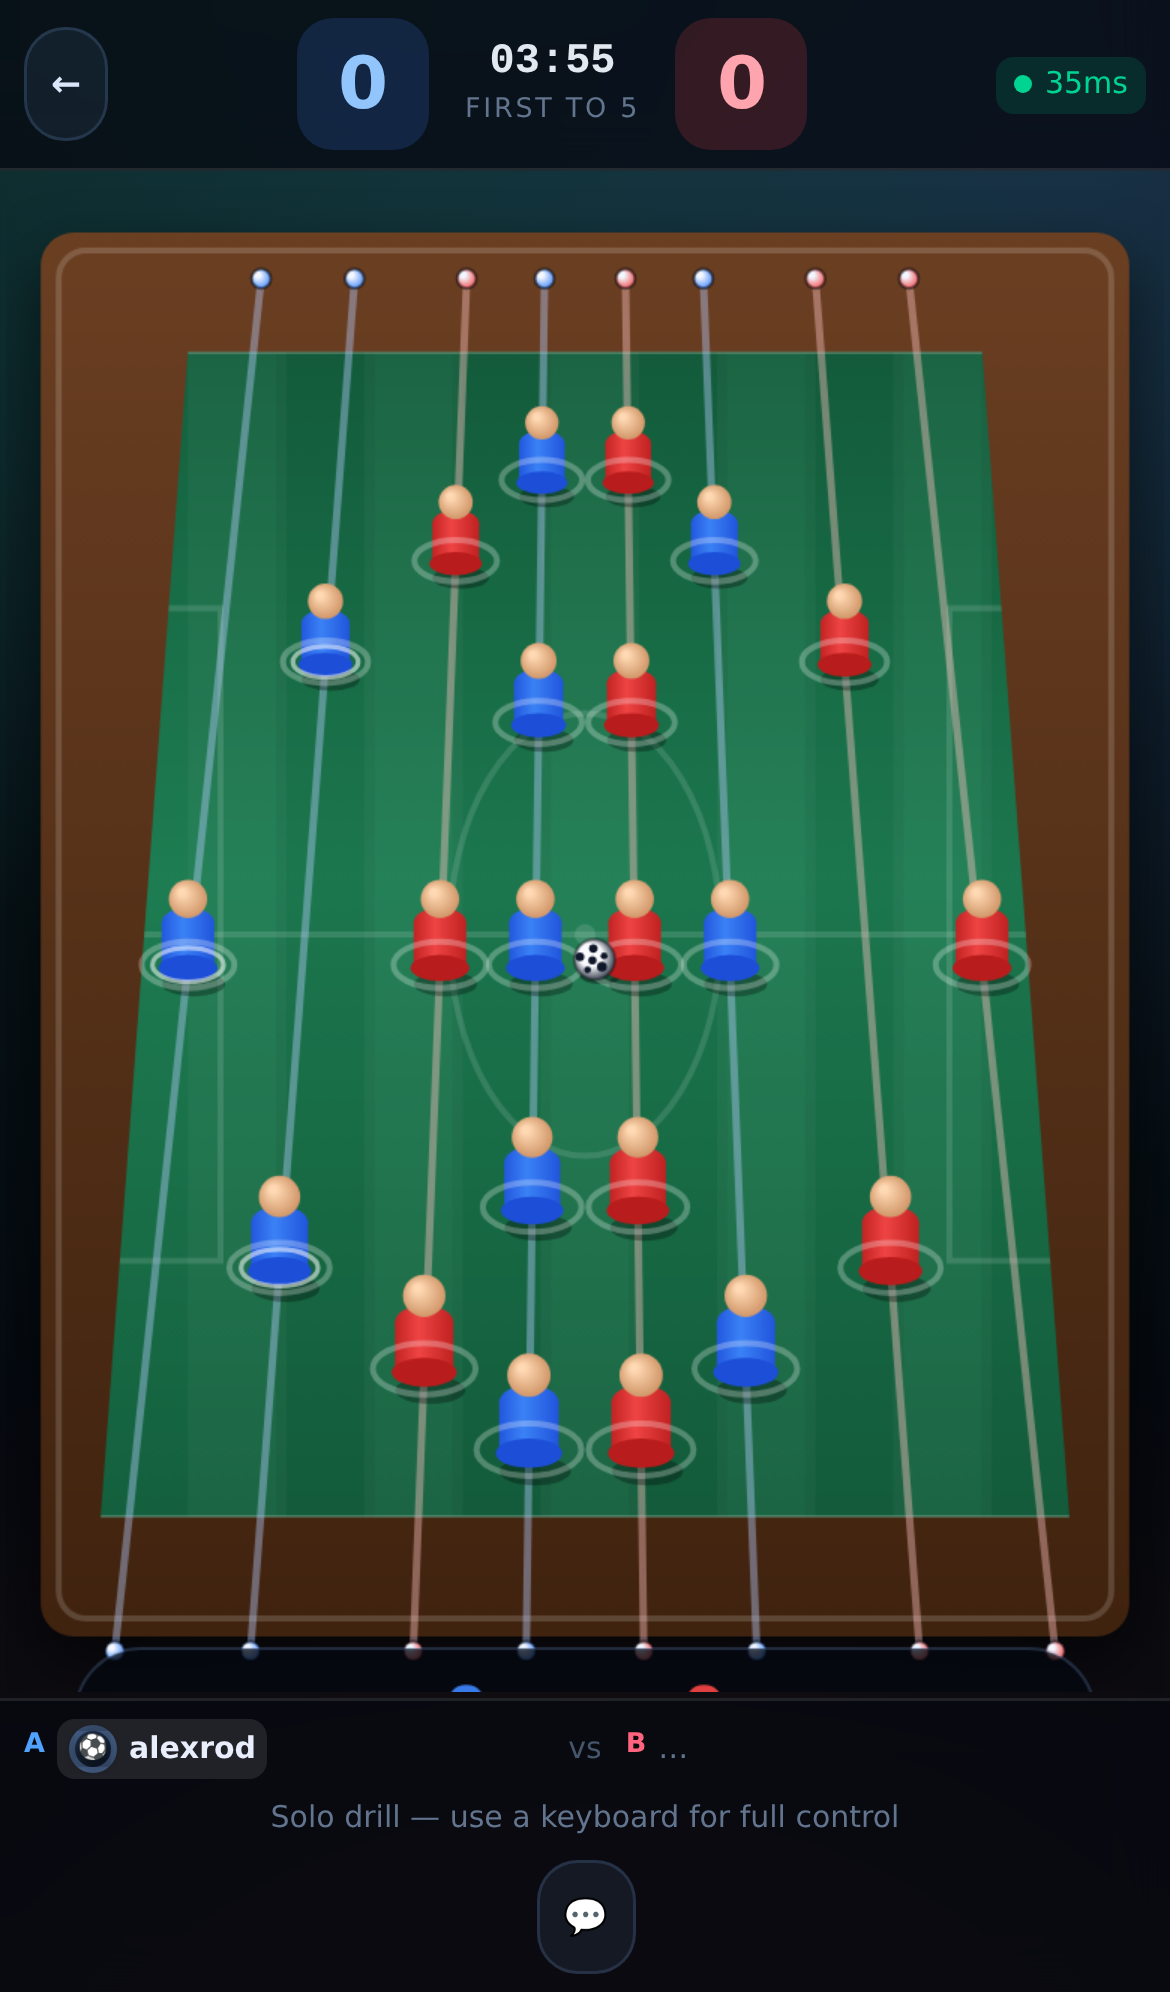 ←
0
03:55
FIRST TO 5
0
35ms
A alexrod vs B ...
Solo drill — use a keyboard for full control